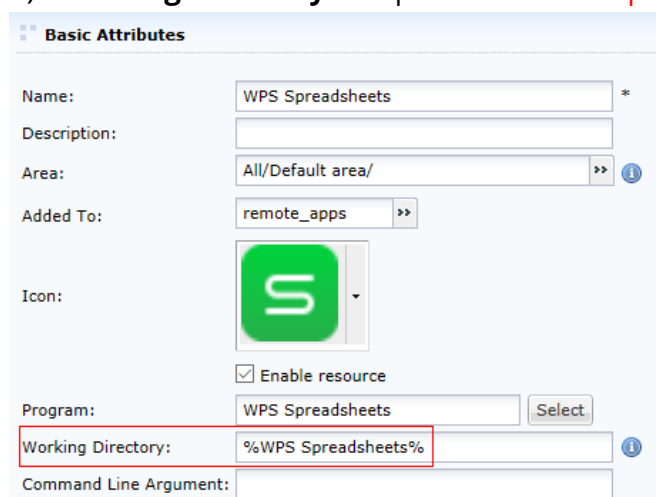 Basic Attributes
Name: WPS Spreadsheets *
Description:
Area: All/Default area/ »
Added To: remote_apps »
Icon:
Enable resource
Program: WPS Spreadsheets Select
Working Directory: %WPS Spreadsheets%
Command Line Argument: